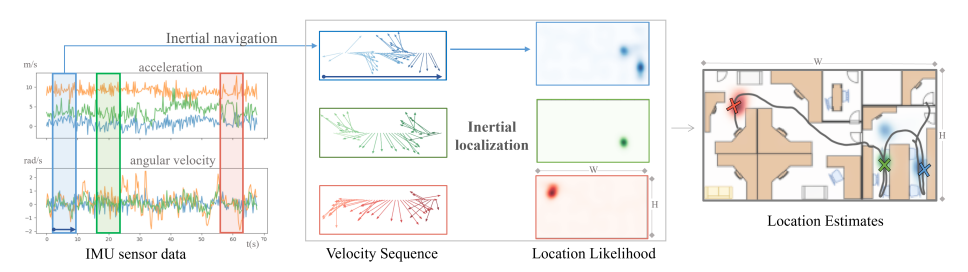 Inertial navigation
m/s
acceleration
10
5
0
rad/s
angular velocity
2
1
0
−1
−2
0
10
20
30
40
50
60
70
t(s)
IMU sensor data
Inertial
localization
W
H
Velocity Sequence
Location Likelihood
W
H
Location Estimates